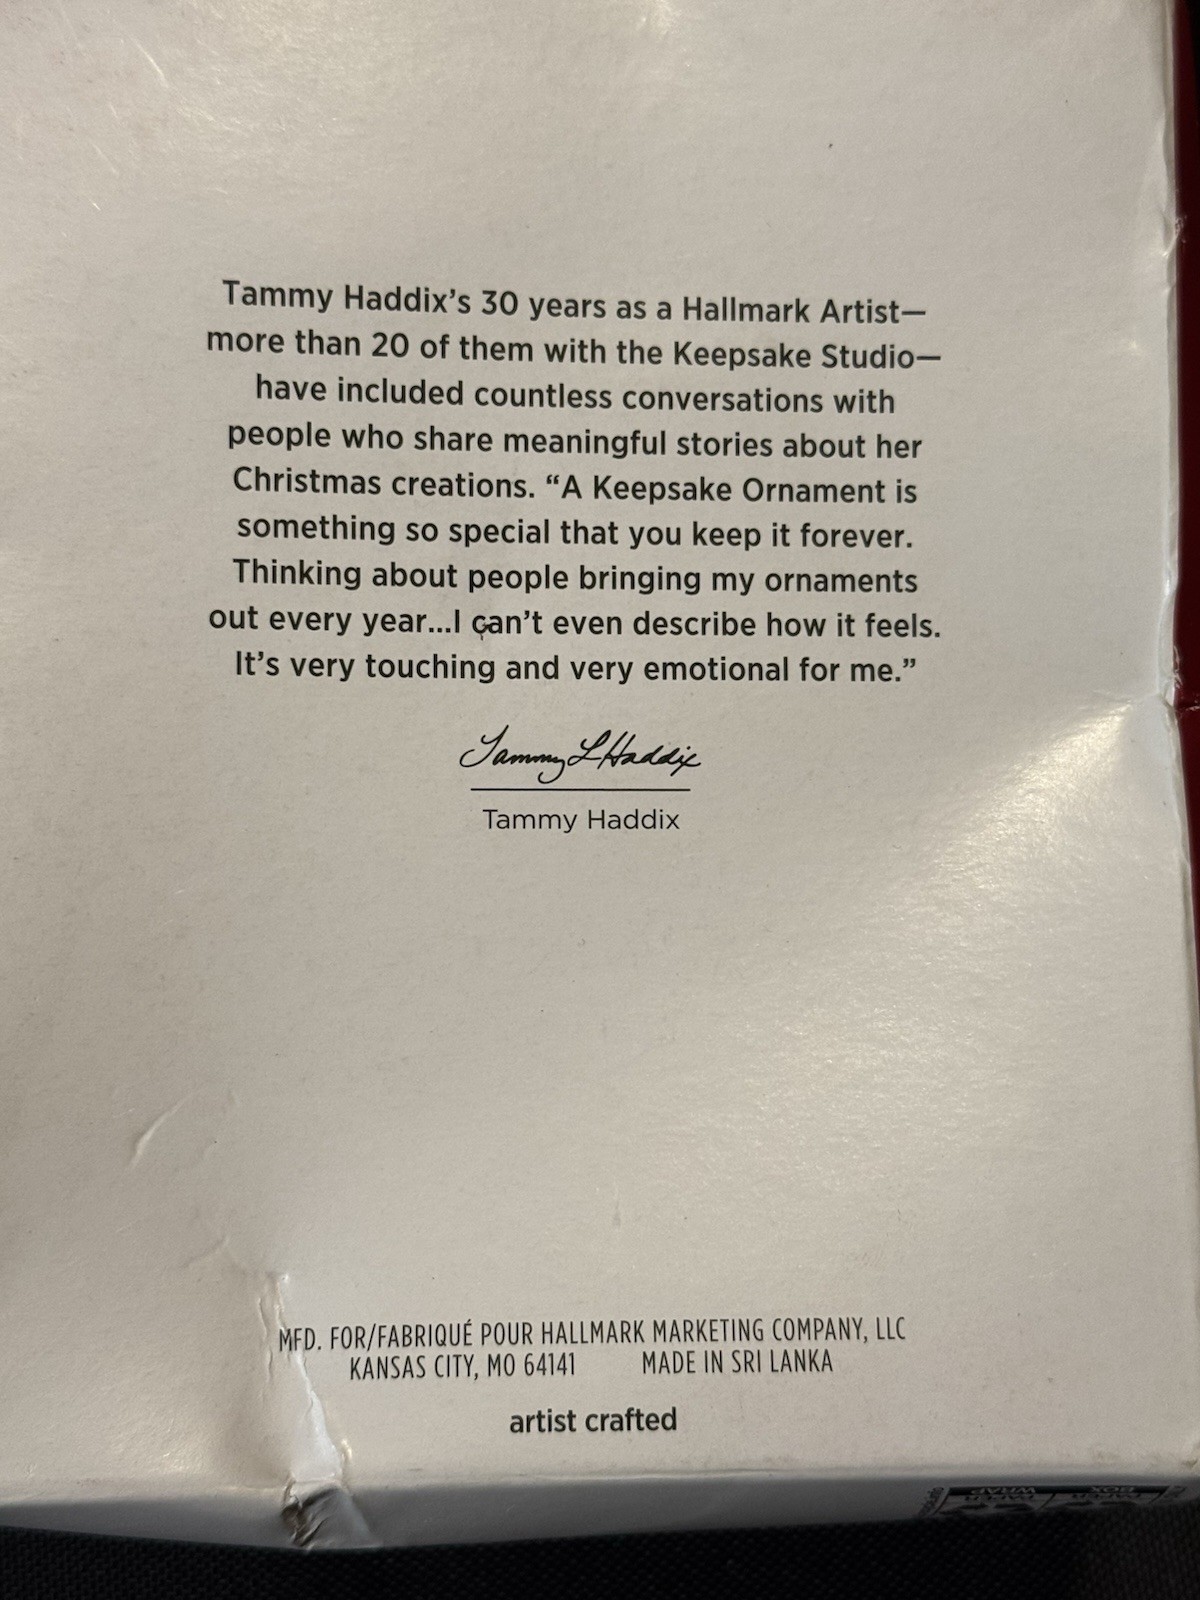 Tammy Haddix’s 30 years as a Hallmark Artist—
more than 20 of them with the Keepsake Studio—
have included countless conversations with
people who share meaningful stories about her
Christmas creations. “A Keepsake Ornament is
something so special that you keep it forever.
Thinking about people bringing my ornaments
out every year...I can’t even describe how it feels.
It’s very touching and very emotional for me.”
Tammy L Haddix
Tammy Haddix
MFD. FOR/FABRIQUÉ POUR HALLMARK MARKETING COMPANY, LLC
KANSAS CITY, MO 64141 MADE IN SRI LANKA
artist crafted
PAPER WRAP
PAPER BOX